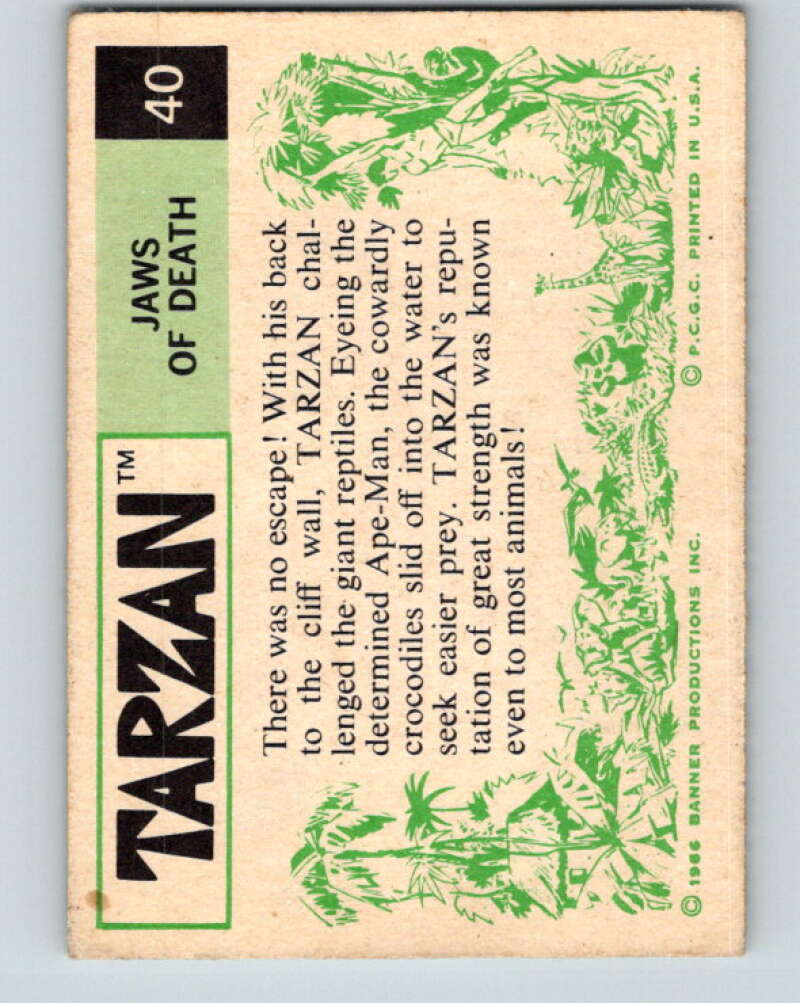 TARZAN™
JAWS
OF DEATH
40
There was no escape! With his back
to the cliff wall, TARZAN chal-
lenged the giant reptiles. Eyeing the
determined Ape-Man, the cowardly
crocodiles slid off into the water to
seek easier prey. TARZAN's repu-
tation of great strength was known
even to most animals!
© 1966 BANNER PRODUCTIONS INC.
© P.C.G.C. PRINTED IN U.S.A.